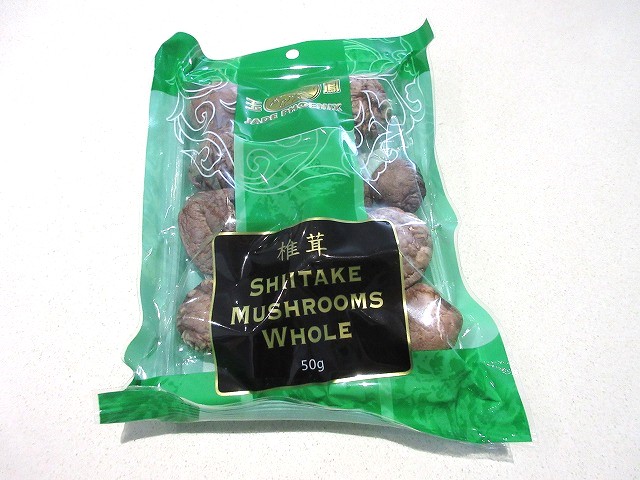 JADE PHOENIX
椎茸
SHIITAKE
MUSHROOMS
WHOLE
50g